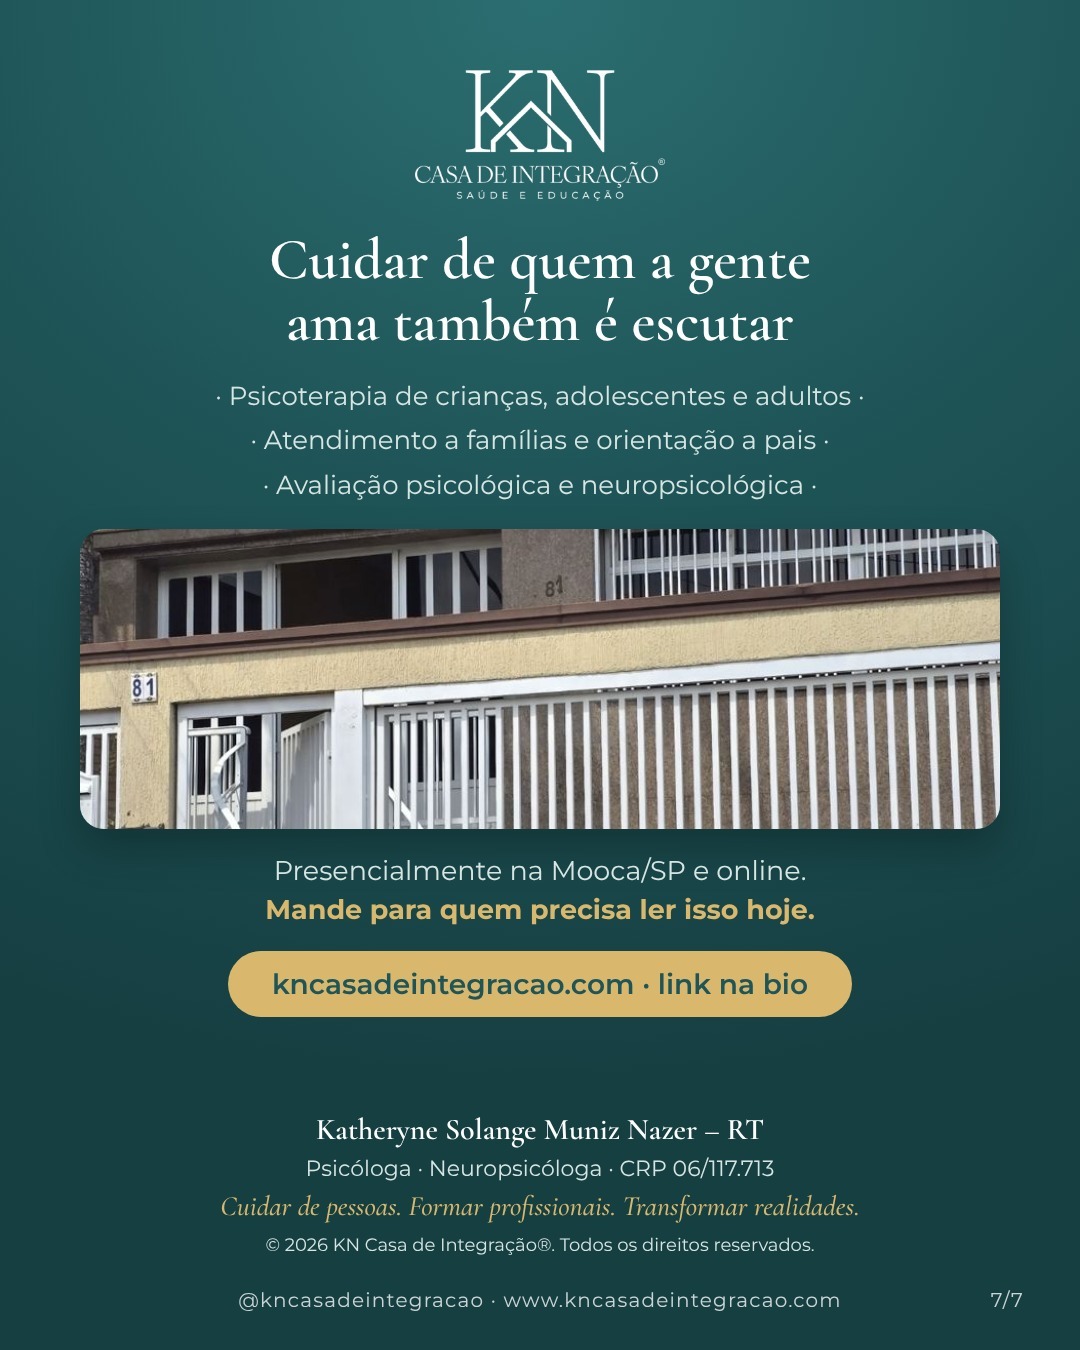 KN
CASA DE INTEGRAÇÃO®
SAÚDE E EDUCAÇÃO
Cuidar de quem a gente
ama também é escutar
· Psicoterapia de crianças, adolescentes e adultos ·
· Atendimento a famílias e orientação a pais ·
· Avaliação psicológica e neuropsicológica ·
81
81
Presencialmente na Mooca/SP e online.
Mande para quem precisa ler isso hoje.
kncasadeintegracao.com · link na bio
Katheryne Solange Muniz Nazer – RT
Psicóloga · Neuropsicóloga · CRP 06/117.713
Cuidar de pessoas. Formar profissionais. Transformar realidades.
© 2026 KN Casa de Integração®. Todos os direitos reservados.
@kncasadeintegracao · www.kncasadeintegracao.com
7/7